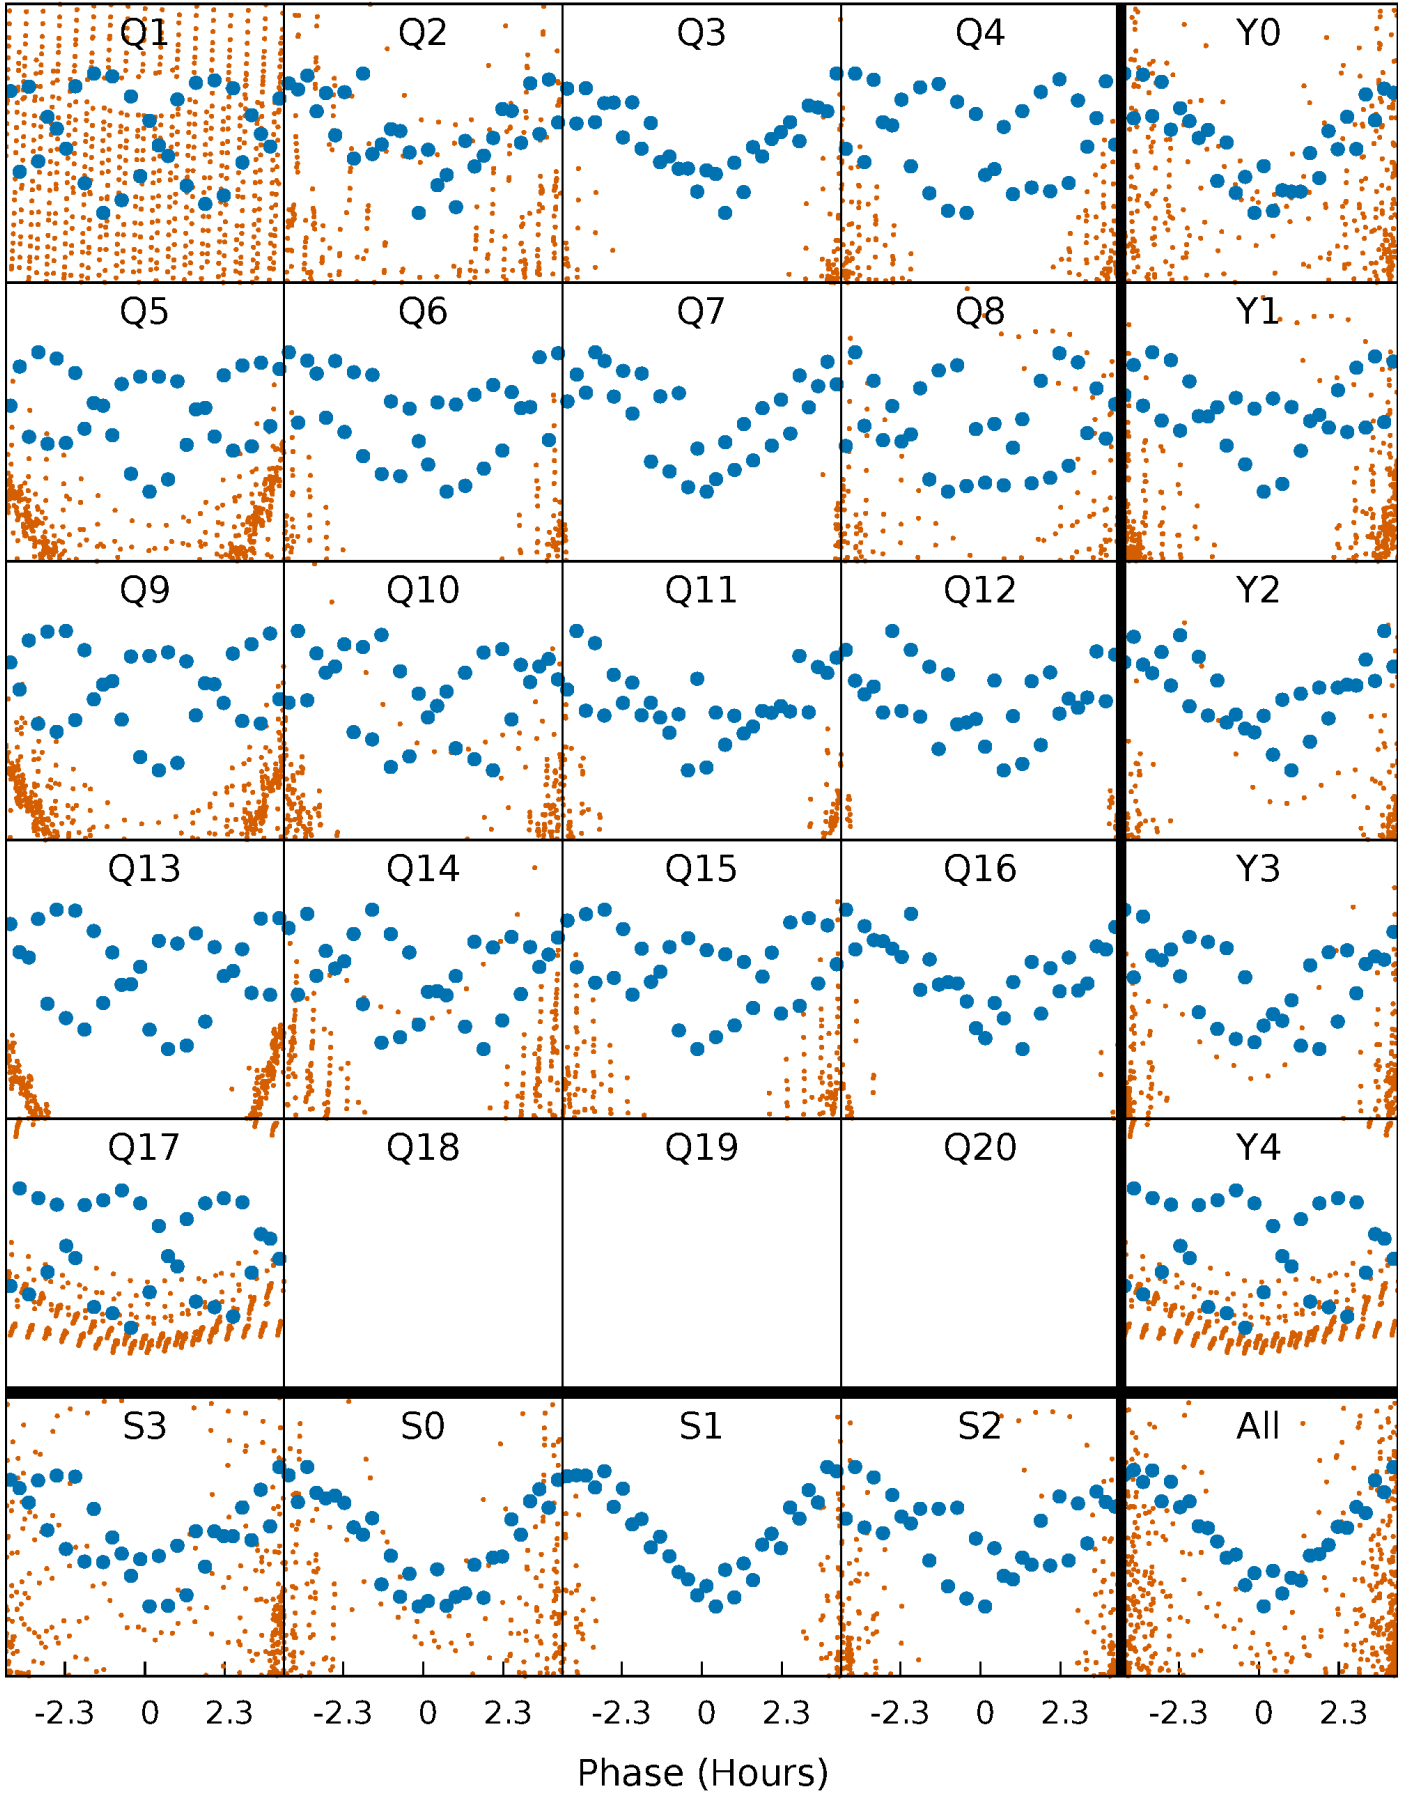 Q1 Q2 Q3 Q4 Y0
Q5 Q6 Q7 Q8 Y1
Q9 Q10 Q11 Q12 Y2
Q13 Q14 Q15 Q16 Y3
Q17 Q18 Q19 Q20 Y4
S3 S0 S1 S2 All
-2.3 0 2.3 -2.3 0 2.3 -2.3 0 2.3 -2.3 0 2.3 -2.3 0 2.3
Phase (Hours)